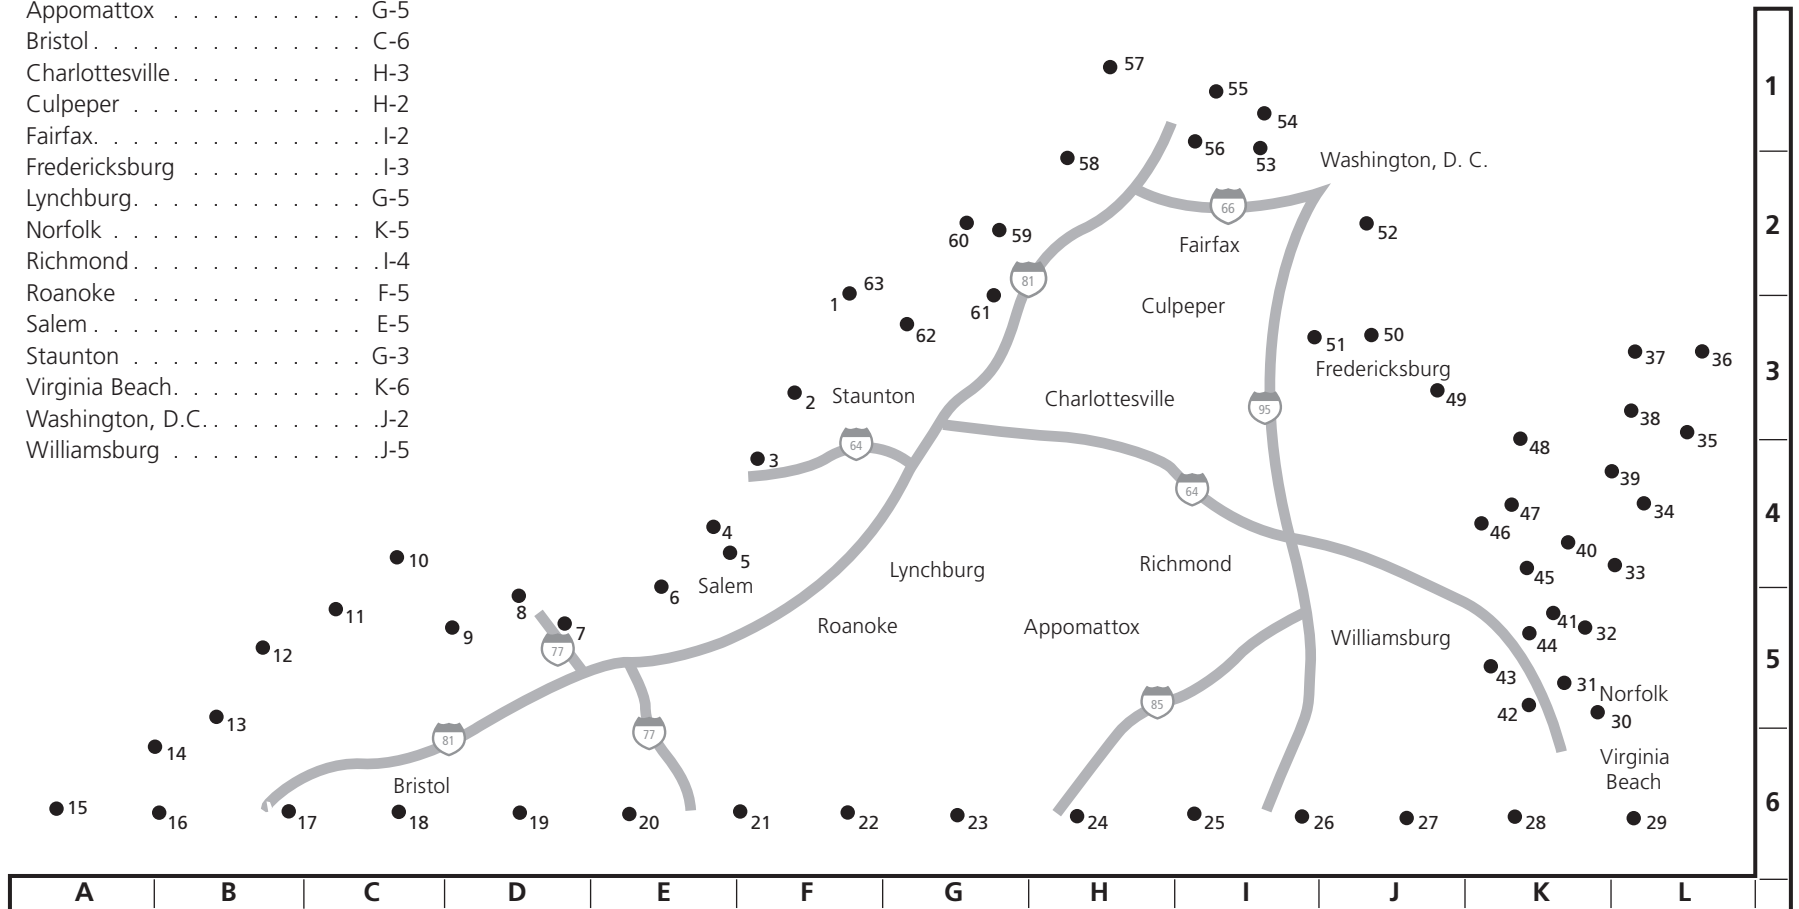 Appomattox . . . . . . . . . . . G-5
Bristol . . . . . . . . . . . . . . C-6
Charlottesville . . . . . . . . . . H-3
Culpeper . . . . . . . . . . . . . H-2
Fairfax. . . . . . . . . . . . . . I-2
Fredericksburg . . . . . . . . . . I-3
Lynchburg. . . . . . . . . . . . . G-5
Norfolk . . . . . . . . . . . . . K-5
Richmond . . . . . . . . . . . . . I-4
Roanoke . . . . . . . . . . . . . F-5
Salem . . . . . . . . . . . . . . E-5
Staunton . . . . . . . . . . . . . G-3
Virginia Beach. . . . . . . . . . . K-6
Washington, D.C. . . . . . . . . . J-2
Williamsburg . . . . . . . . . . . J-5
57
55
1
54
56
53
58
Washington, D. C.
66
2
60
59
52
Fairfax
81
63
1
61
Culpeper
62
51
50
37
36
Fredericksburg
3
2
Staunton
Charlottesville
49
95
38
35
64
48
3
39
64
47
34
4
4
46
10
5
40
Lynchburg
Richmond
33
45
Salem
6
8
11
9
7
41
Roanoke
Appomattox
Williamsburg
44
32
77
12
5
43
31
Norfolk
85
42
30
13
77
81
14
Virginia
Beach
Bristol
6
15
16
17
18
19
20
21
22
23
24
25
26
27
28
29
A B C D E F G H I J K L